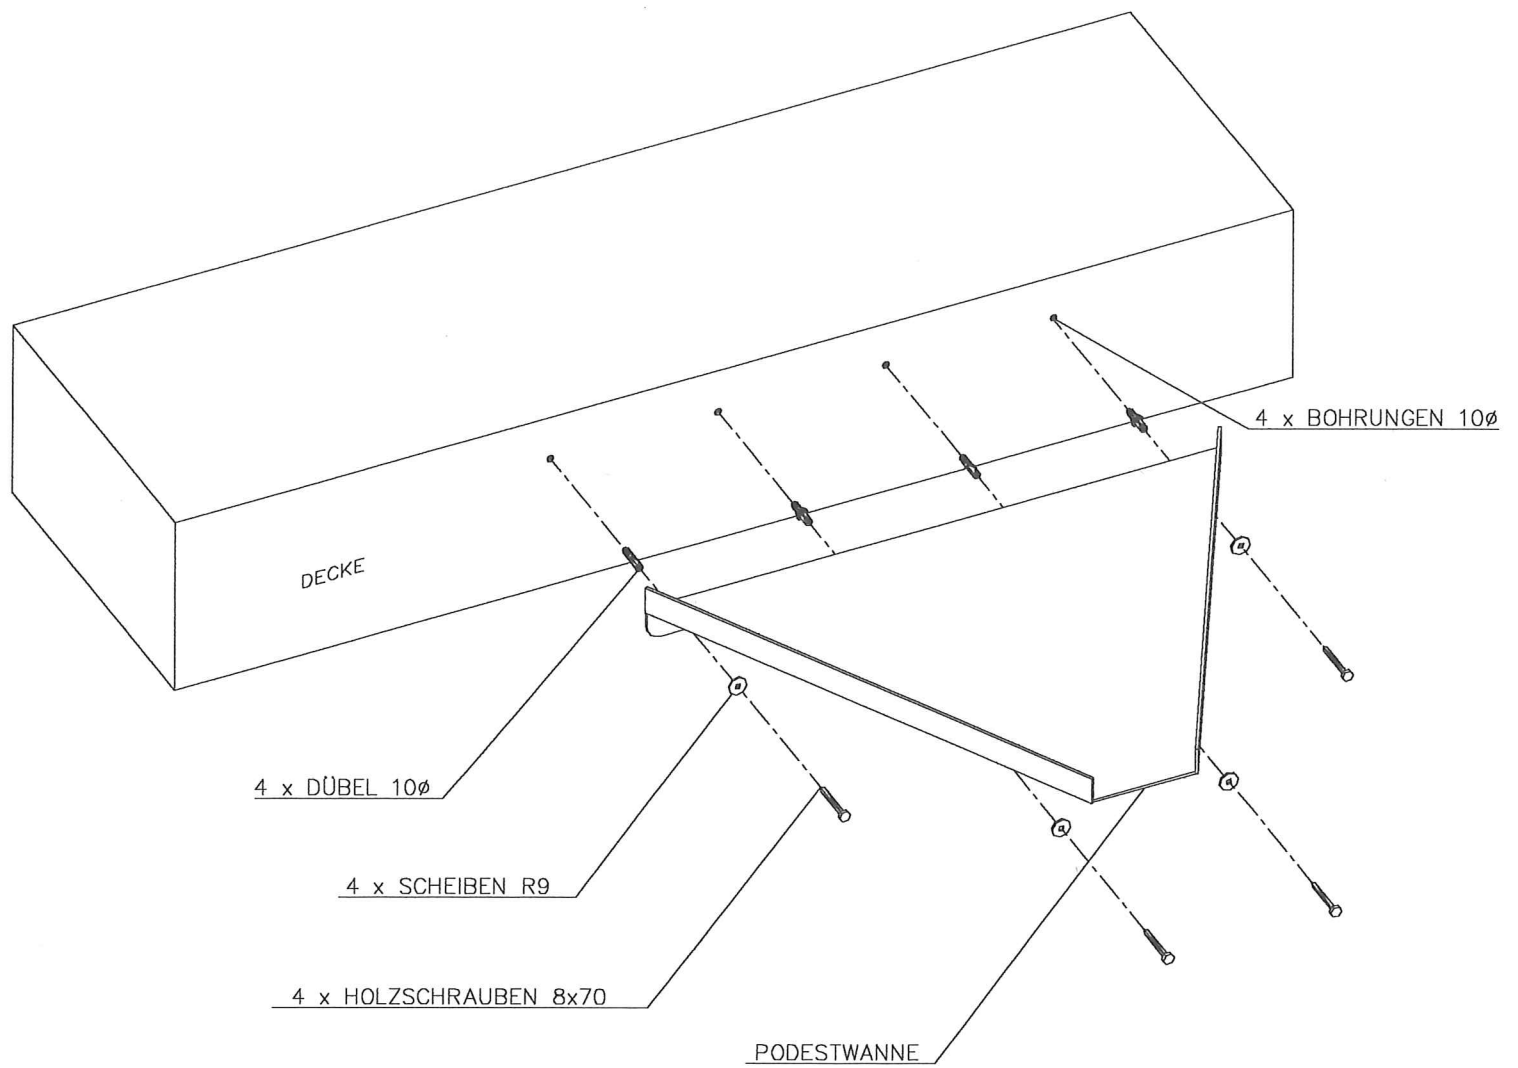 4 x BOHRUNGEN 10ø
DECKE
4 x DÜBEL 10ø
4 x SCHEIBEN R9
4 x HOLZSCHRAUBEN 8x70
PODESTWANNE